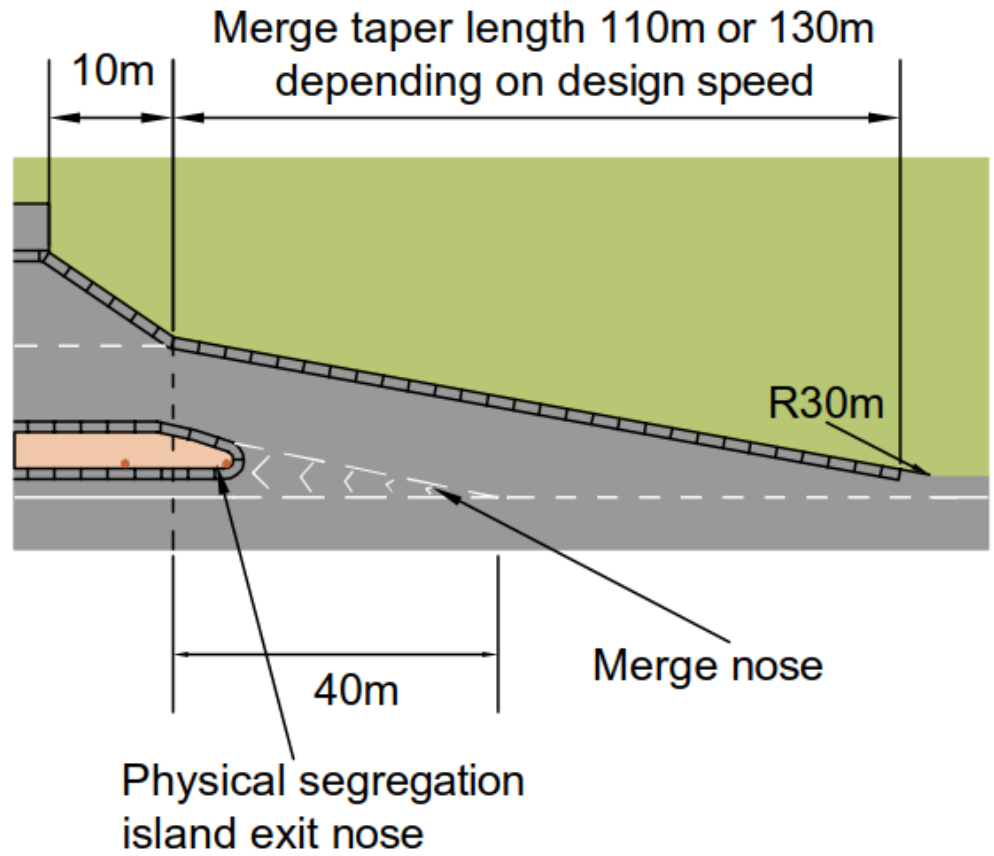 Merge taper length 110m or 130m
depending on design speed
10m
R30m
Merge nose
40m
Physical segregation
island exit nose